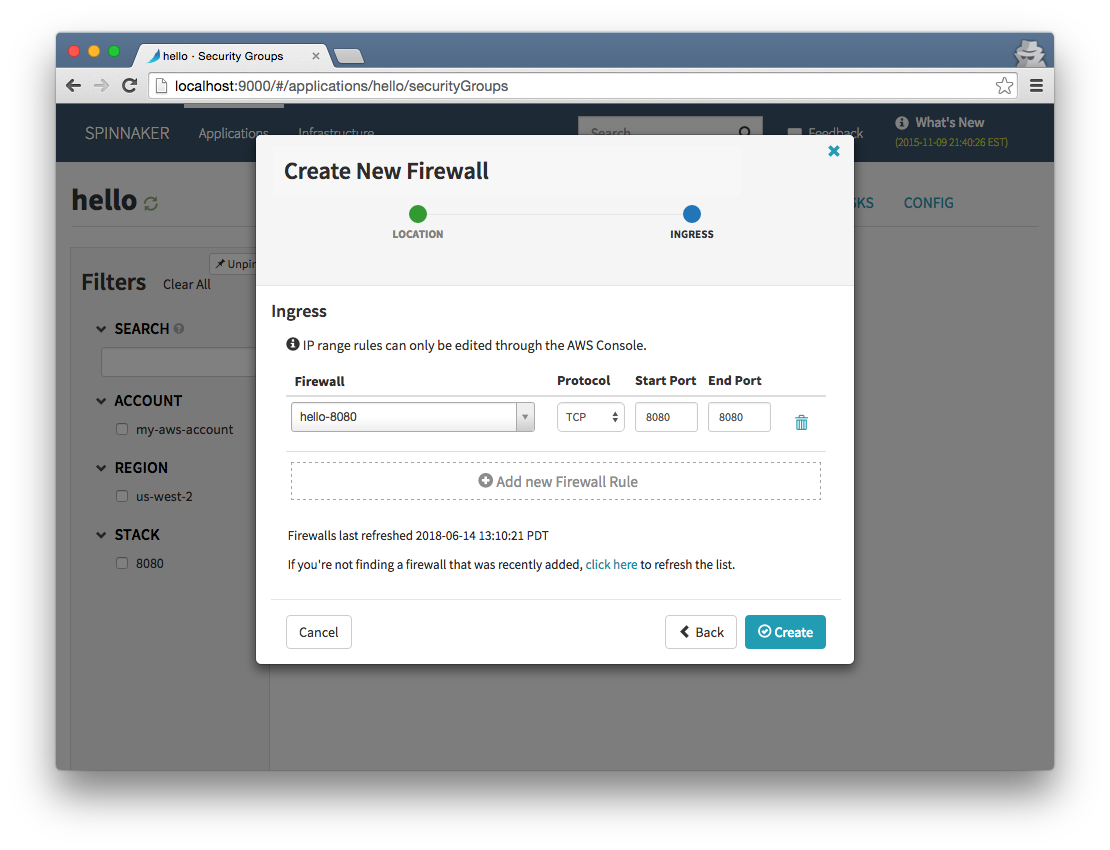 hello · Security Groups
localhost:9000/#/applications/hello/securityGroups
SPINNAKER Applications Infrastructure Search Feedback What's New
(2015-11-09 21:40:26 EST)
Create New Firewall
hello CONFIG
LOCATION INGRESS
Filters Clear All
Ingress
SEARCH
IP range rules can only be edited through the AWS Console.
Firewall Protocol Start Port End Port
ACCOUNT
hello-8080 TCP 8080 8080
my-aws-account
REGION
Add new Firewall Rule
us-west-2
STACK
Firewalls last refreshed 2018-06-14 13:10:21 PDT
8080
If you're not finding a firewall that was recently added, click here to refresh the list.
Cancel Back Create